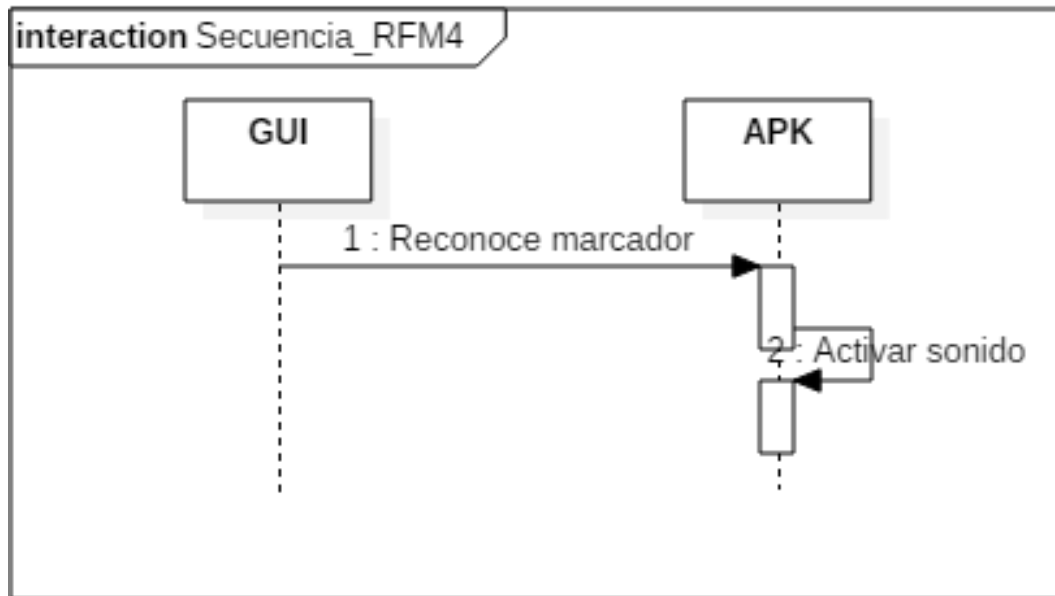 interaction Secuencia_RFM4
GUI
APK
1 : Reconoce marcador
2 : Activar sonido